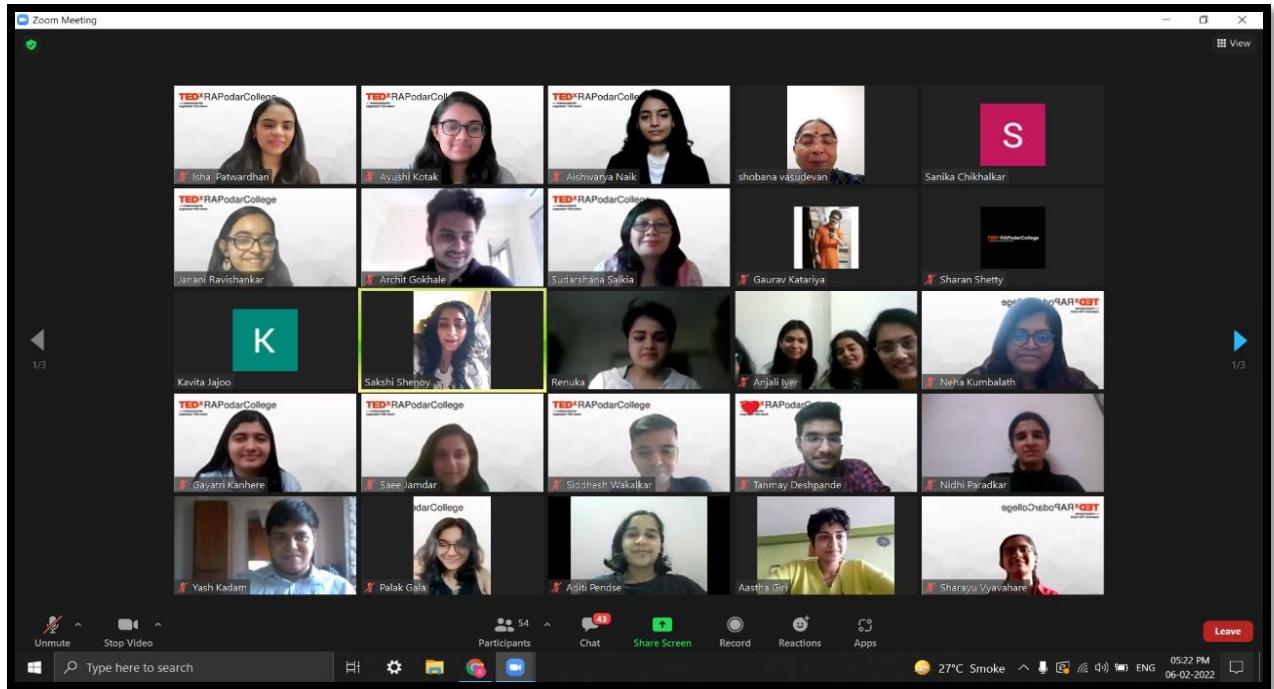 Zoom Meeting
View
TEDxRAPodarCollege
Isha Patwardhan
TEDxRAPodarColl
Ayushi Kotak
TEDxRAPodarColle
Aishwarya Naik
shobana vasudevan
S
Sanika Chikhalkar
TEDxRAPodarCollege
Janani Ravishankar
Archit Gokhale
TEDxRAPodarCollege
Sudarshana Saikia
Gaurav Katariya
TEDxRAPodarCollege
Sharan Shetty
1/3
K
Kavita Jajoo
Sakshi Shenoy
Renuka
Anjali Iyer
Neha Kumbalath
1/3
TEDxRAPodarCollege
Gayatri Kanhere
TEDxRAPodarCollege
Saee Jamdar
TEDxRAPodarCollege
Siddhesh Wakalkar
xRAPodarC
Tanmay Deshpande
Nidhi Paradkar
Yash Kadam
odarCollege
Palak Gala
Aditi Pendse
Aastha Giri
TEDxRAPodarCollege
Sharayu Vyavahare
Unmute
Stop Video
54
Participants
43
Chat
Share Screen
Record
Reactions
Apps
Leave
Type here to search
27°C Smoke
ENG
05:22 PM
06-02-2022